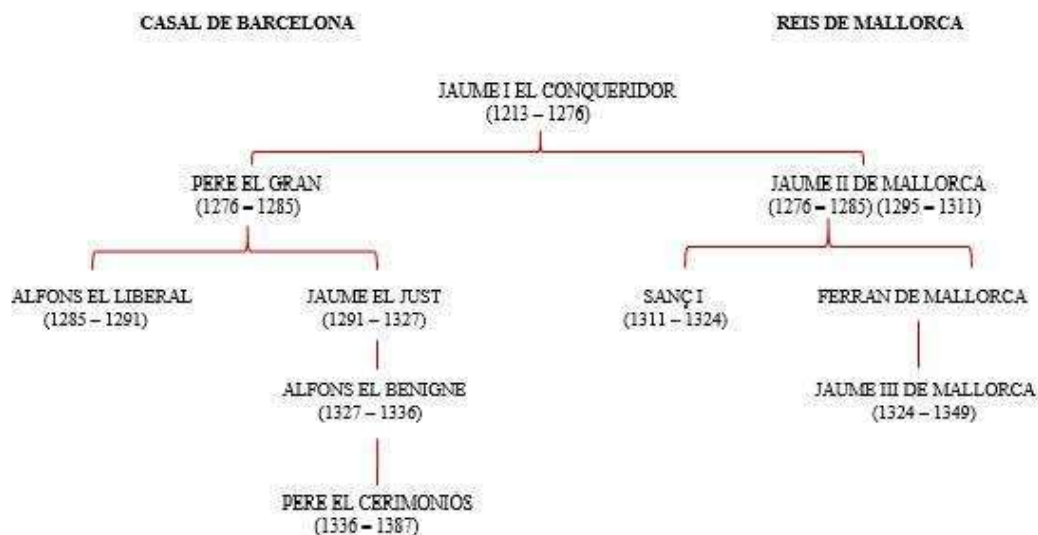 CASAL DE BARCELONA
REIS DE MALLORCA
JAUME I EL CONQUERIDOR
(1213 – 1276)
PERE EL GRAN
(1276 – 1285)
JAUME II DE MALLORCA
(1276 – 1285) (1295 – 1311)
ALFONS EL LIBERAL
(1285 – 1291)
JAUME EL JUST
(1291 – 1327)
SANÇ I
(1311 – 1324)
FERRAN DE MALLORCA
ALFONS EL BENIGNE
(1327 – 1336)
JAUME III DE MALLORCA
(1324 – 1349)
PERE EL CERIMONIOS
(1336 – 1387)